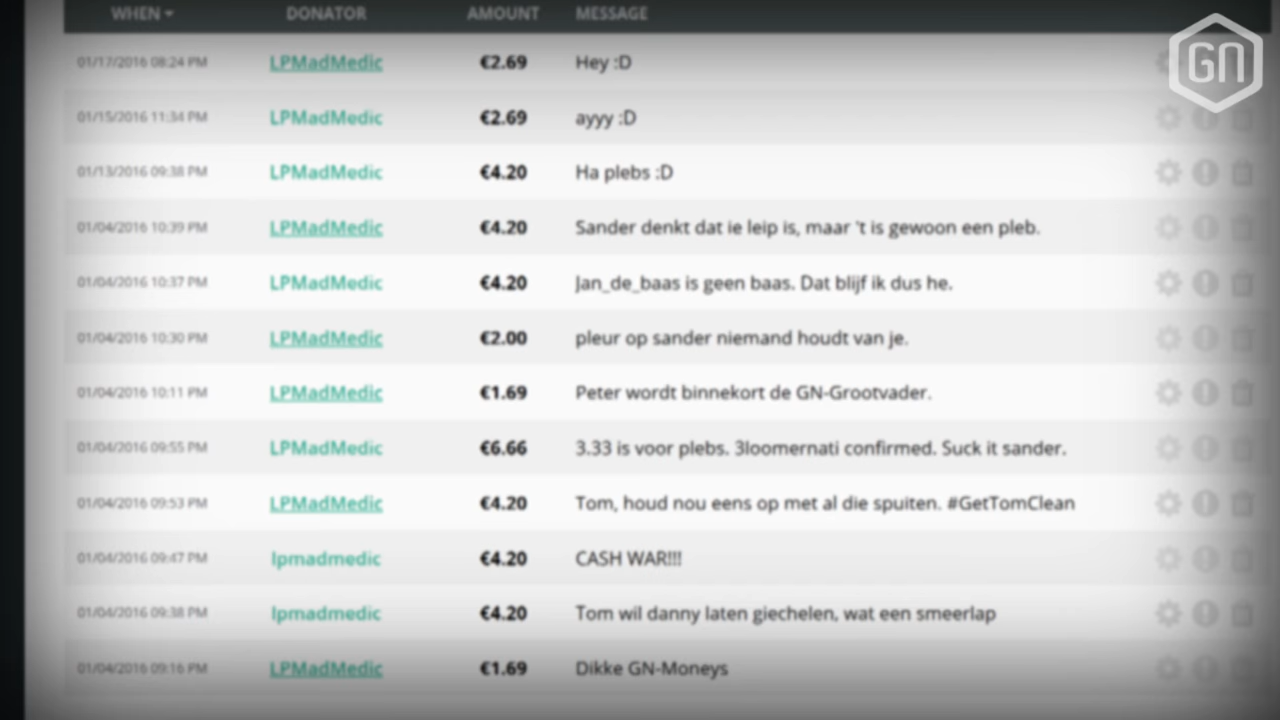 WHEN DONATOR AMOUNT MESSAGE
GN
01/17/2016 08:24 PM LPMadMedic €2.69 Hey :D
01/15/2016 11:34 PM LPMadMedic €2.69 ayyy :D
01/13/2016 09:38 PM LPMadMedic €4.20 Ha plebs :D
01/04/2016 10:39 PM LPMadMedic €4.20 Sander denkt dat ie leip is, maar 't is gewoon een pleb.
01/04/2016 10:37 PM LPMadMedic €4.20 Jan_de_baas is geen baas. Dat blijf ik dus he.
01/04/2016 10:30 PM LPMadMedic €2.00 pleur op sander niemand houdt van je.
01/04/2016 10:11 PM LPMadMedic €1.69 Peter wordt binnekort de GN-Grootvader.
01/04/2016 09:55 PM LPMadMedic €6.66 3.33 is voor plebs. 3loomernati confirmed. Suck it sander.
01/04/2016 09:53 PM LPMadMedic €4.20 Tom, houd nou eens op met al die spuiten. #GetTomClean
01/04/2016 09:47 PM lpmadmedic €4.20 CASH WAR!!!
01/04/2016 09:38 PM lpmadmedic €4.20 Tom wil danny laten giechelen, wat een smeerlap
01/04/2016 09:16 PM LPMadMedic €1.69 Dikke GN-Moneys